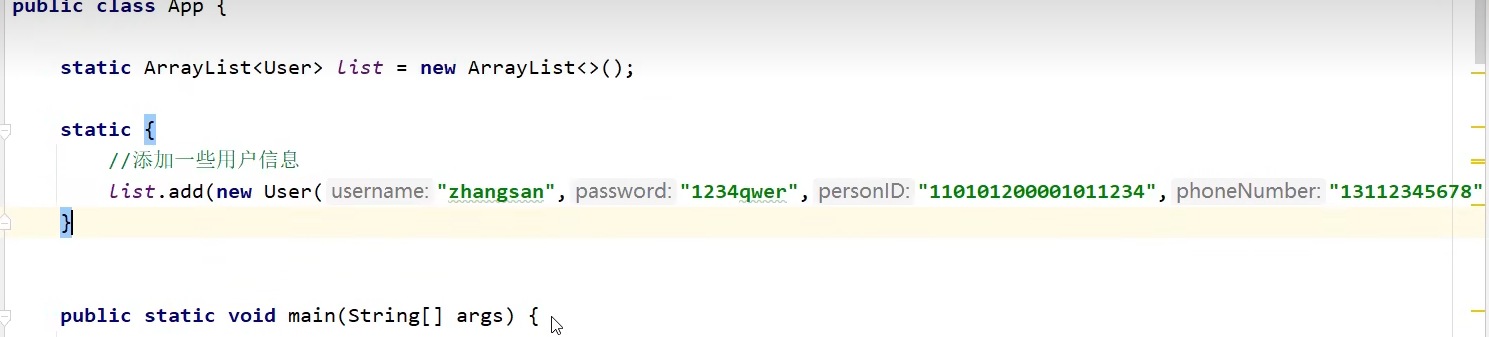 public class App {
static ArrayList<User> list = new ArrayList<>();
static {
//添加一些用户信息
list.add(new User( username: "zhangsan", password: "1234qwer", personID: "110101200001011234", phoneNumber: "13112345678"
}
public static void main(String[] args) {